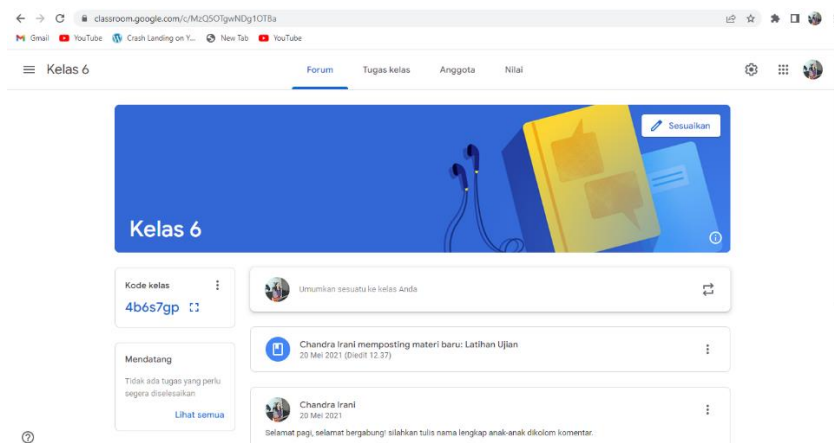 classroom.google.com/c/MzQ5OTgwNDg1OTBa
Gmail YouTube Crash Landing on Y... New Tab YouTube
Kelas 6 Forum Tugas kelas Anggota Nilai
Sesuaikan
Kelas 6
Kode kelas
4b6s7gp
Umumkan sesuatu ke kelas Anda
Chandra Irani memposting materi baru: Latihan Ujian
20 Mei 2021 (Diedit 12.37)
Mendatang
Tidak ada tugas yang perlu
segera diselesaikan
Lihat semua
Chandra Irani
20 Mei 2021
Selamat pagi, selamat bergabung! silahkan tulis nama lengkap anak-anak dikolom komentar.